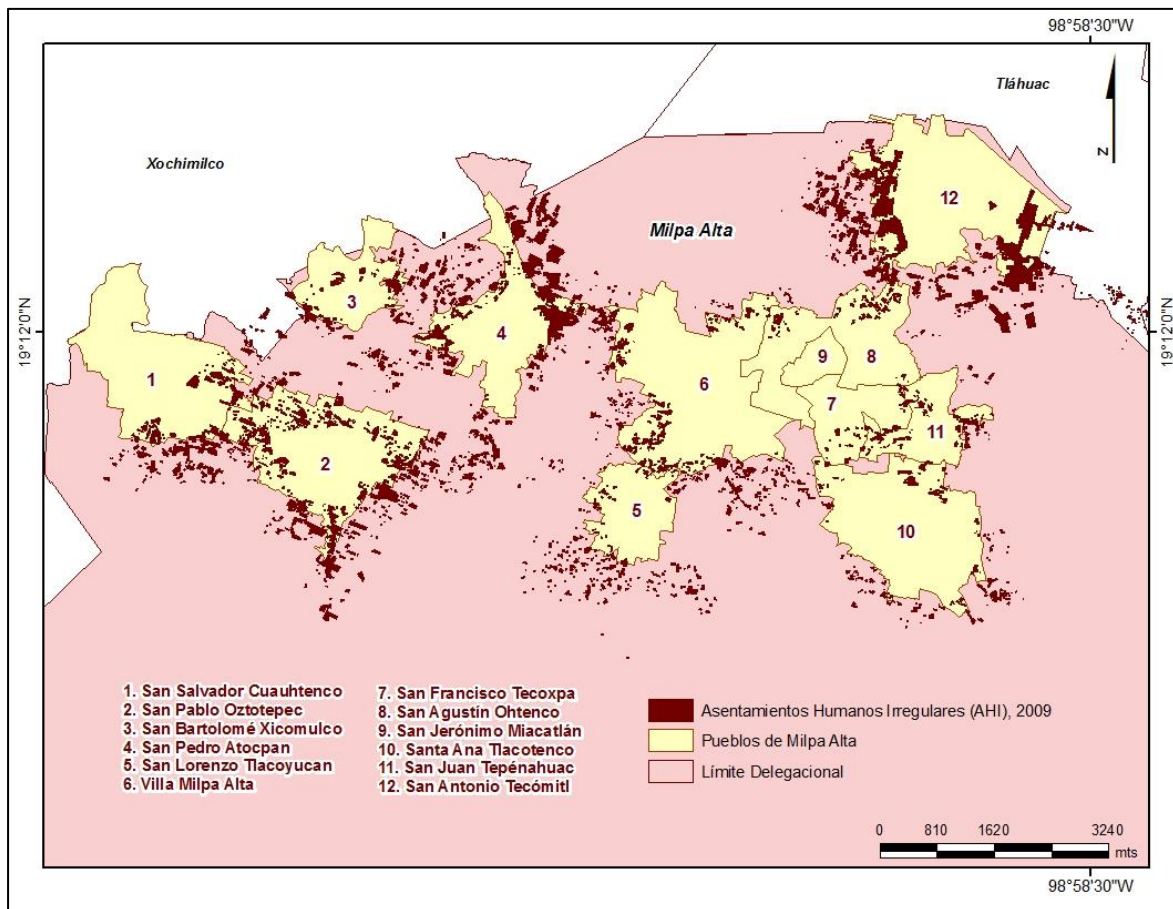 98°58'30"W
Tláhuac
Xochimilco
N
Milpa Alta
12
3
4
19°12'0"N
19°12'0"N
9
8
1
6
7
11
2
5
10
1. San Salvador Cuauhtenco
2. San Pablo Oztotepec
3. San Bartolomé Xicomulco
4. San Pedro Atocpan
5. San Lorenzo Tlacoyucan
6. Villa Milpa Alta
7. San Francisco Tecoxpa
8. San Agustín Ohtenco
9. San Jerónimo Miacatlán
10. Santa Ana Tlacotenco
11. San Juan Tepénahuac
12. San Antonio Tecómitl
Asentamientos Humanos Irregulares (AHI), 2009
Pueblos de Milpa Alta
Límite Delegacional
0 810 1620 3240
mts
98°58'30"W